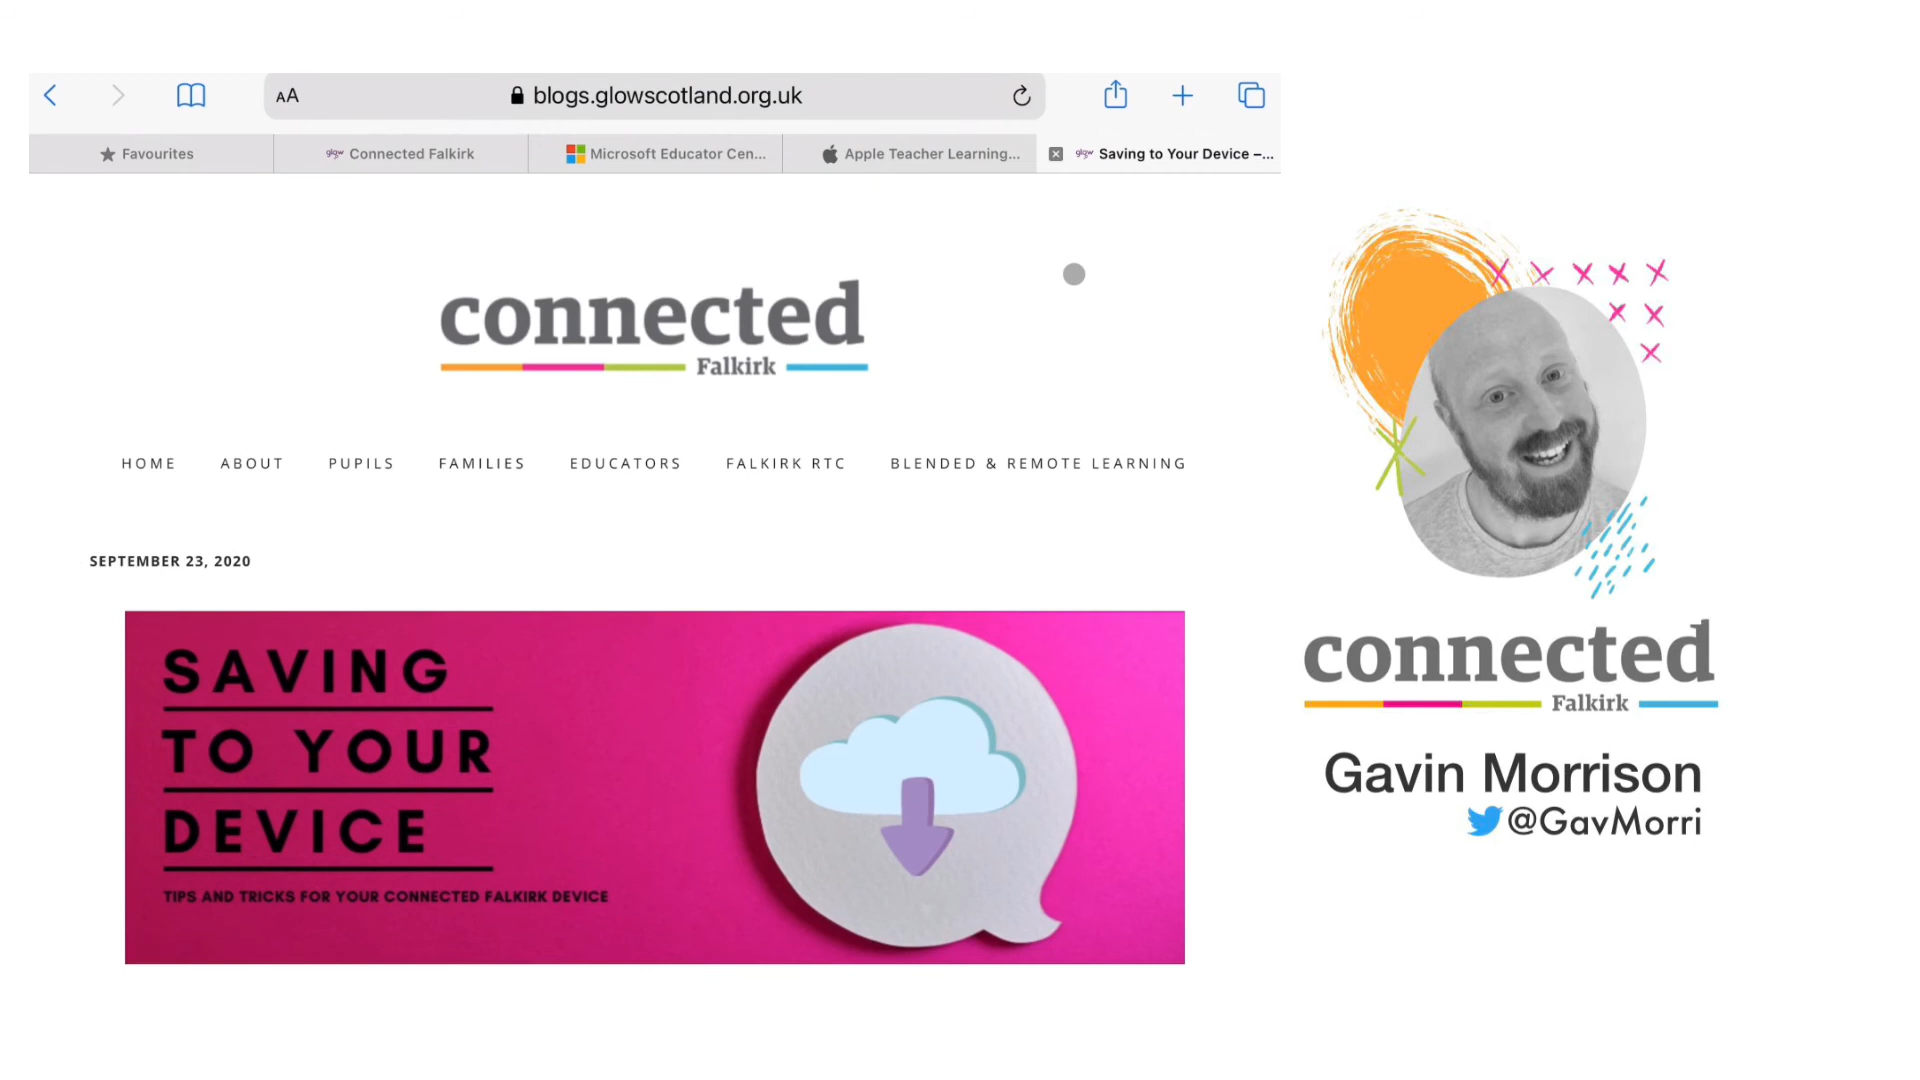 AA blogs.glowscotland.org.uk
Favourites
glow Connected Falkirk
Microsoft Educator Cen...
Apple Teacher Learning...
glow Saving to Your Device –...
connected
Falkirk
HOME ABOUT PUPILS FAMILIES EDUCATORS FALKIRK RTC BLENDED & REMOTE LEARNING
SEPTEMBER 23, 2020
SAVING
TO YOUR
DEVICE
TIPS AND TRICKS FOR YOUR CONNECTED FALKIRK DEVICE
connected
Falkirk
Gavin Morrison
@GavMorri